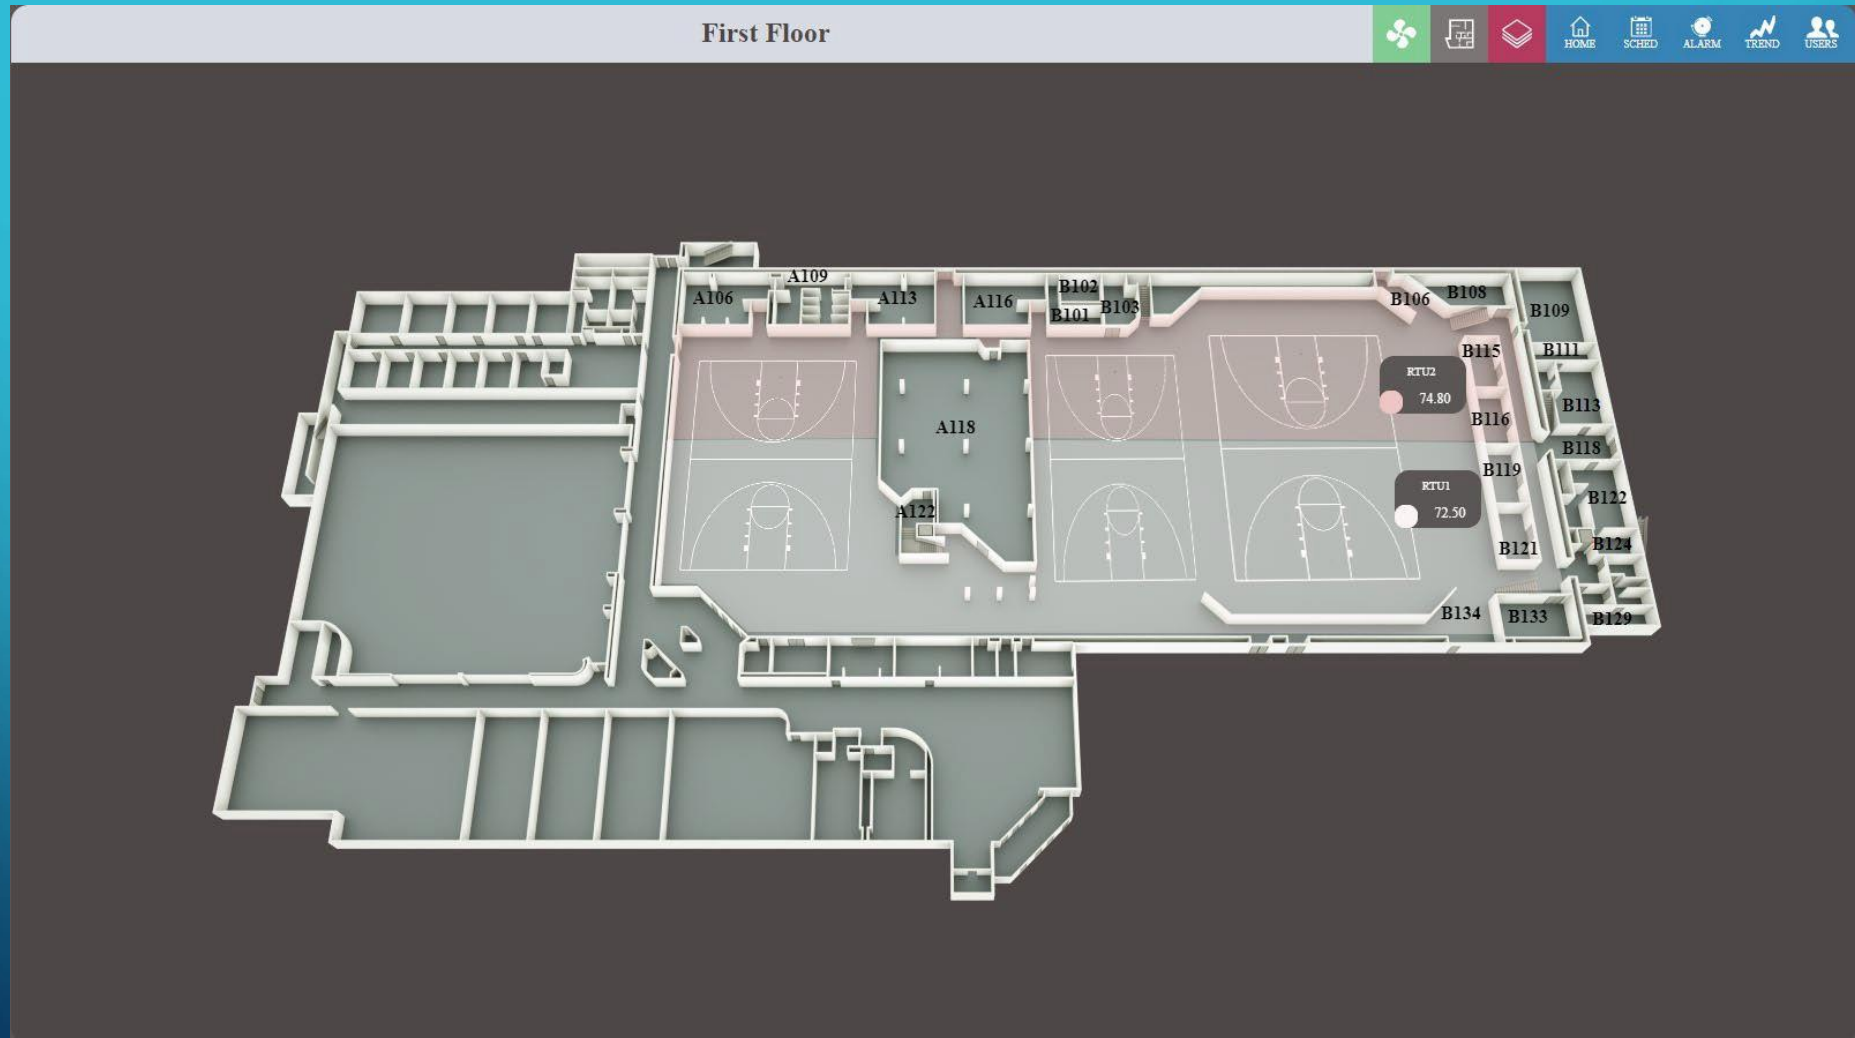 First Floor
HOME
SCHED
ALARM
TREND
USERS
A109
A106
A113
A116
B102
B101
B103
B106
B108
B109
B111
B115
RTU2
74.80
B113
B116
A118
B118
B119
RTU1
72.50
B122
A122
B121
B124
B134
B133
B129